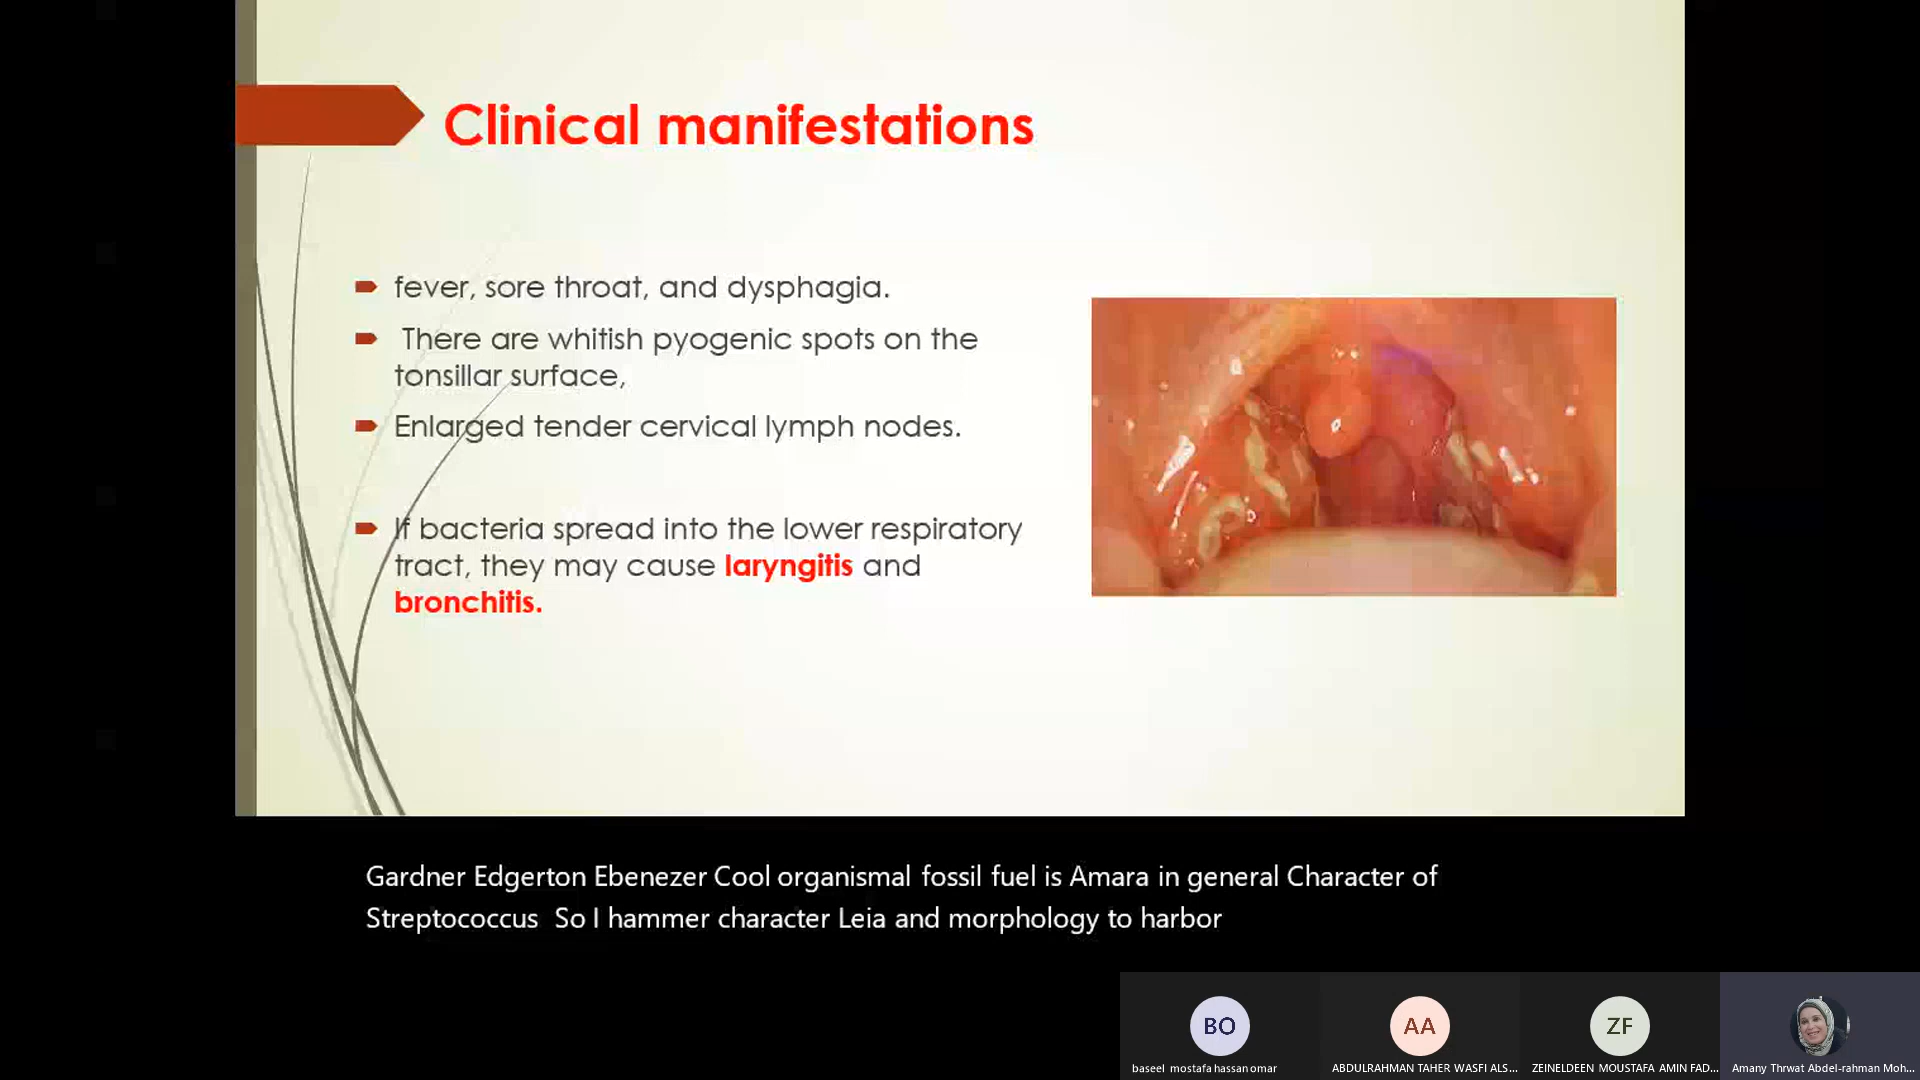 Clinical manifestations
fever, sore throat, and dysphagia.
There are whitish pyogenic spots on the
tonsillar surface,
Enlarged tender cervical lymph nodes.
If bacteria spread into the lower respiratory
tract, they may cause laryngitis and
bronchitis.
Gardner Edgerton Ebenezer Cool organismal fossil fuel is Amara in general Character of
Streptococcus So I hammer character Leia and morphology to harbor
BO
AA
ZF
baseel mostafa hassan omar
ABDULRAHMAN TAHER WASFI ALS...
ZEINELDEEN MOUSTAFA AMIN FAD...
Amany Thrwat Abdel-rahman Moh...